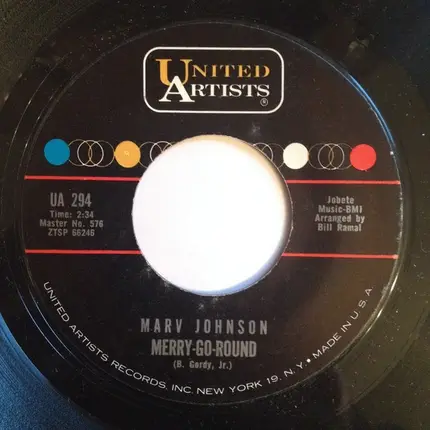 UNITED
ARTISTS
®
UA 294
Time: 2:34
Master No. 576
ZTSP 66246
Jobete
Music-BMI
Arranged by
Bill Ramal
MARV JOHNSON
MERRY-GO-ROUND
(B. Gordy, Jr.)
UNITED ARTISTS RECORDS, INC. NEW YORK 19, N.Y. • MADE IN U.S.A.